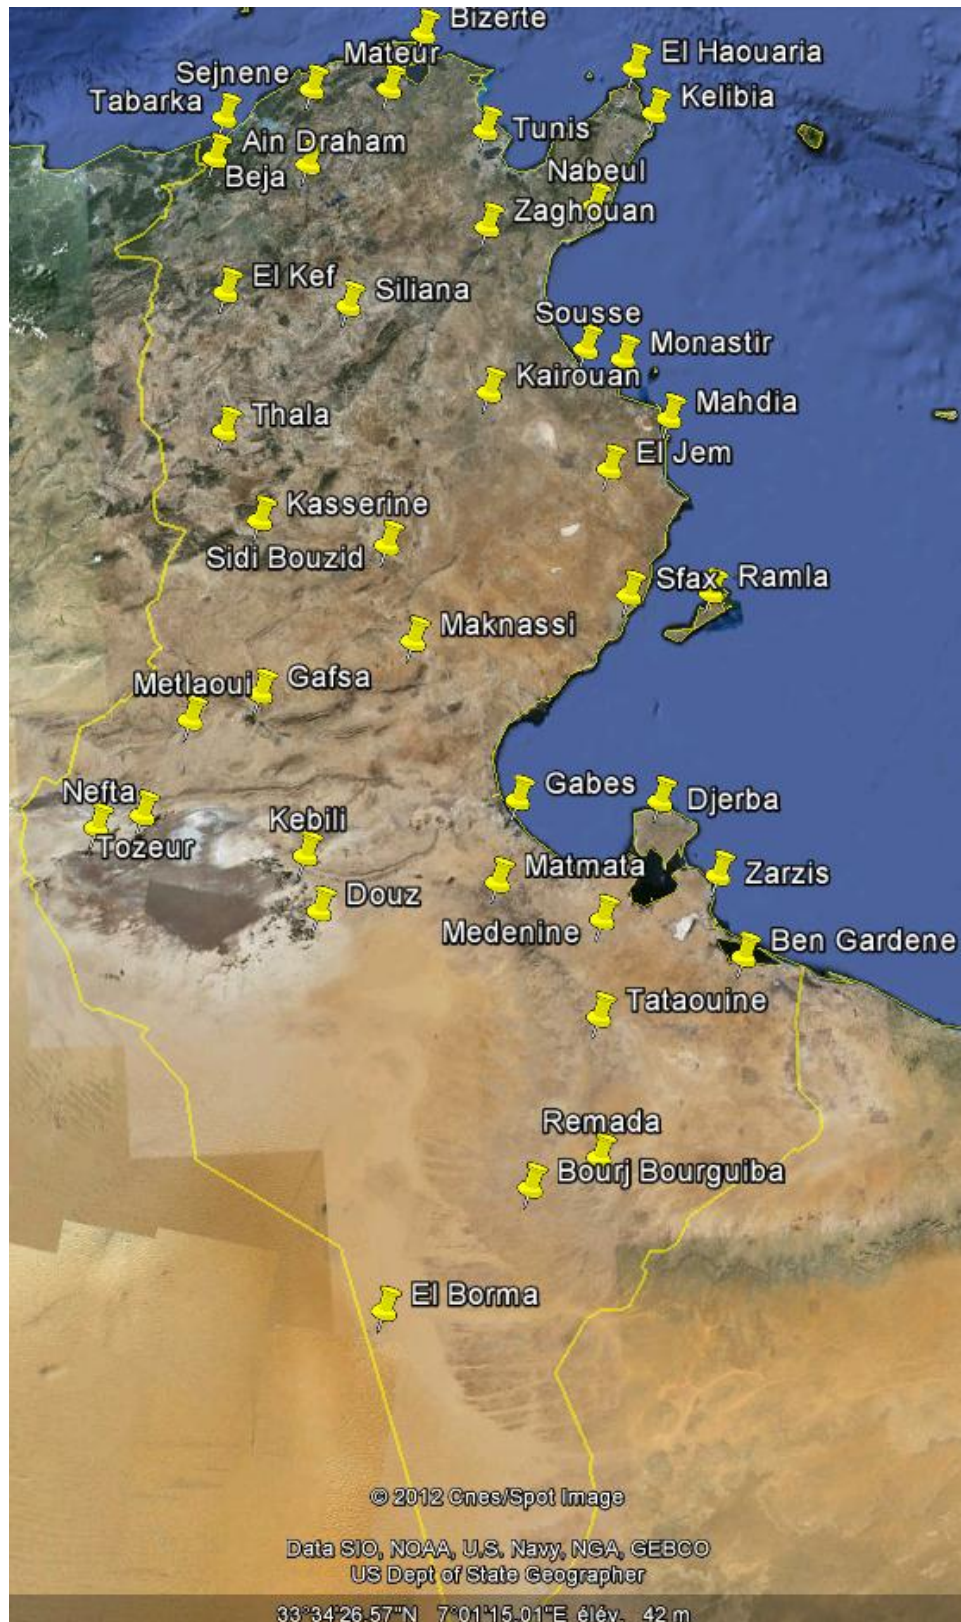 Bizerte
Mateur
El Haouaria
Sejnene
Kelibia
Tabarka
Tunis
Ain Draham
Beja
Nabeul
Zaghouan
El Kef
Siliana
Sousse
Monastir
Kairouan
Mahdia
Thala
El Jem
Kasserine
Sidi Bouzid
Sfax
Ramla
Maknassi
Gafsa
Metlaoui
Gabes
Djerba
Nefta
Kebili
Tozeur
Matmata
Zarzis
Douz
Medenine
Ben Gardene
Tataouine
Remada
Bourj Bourguiba
El Borma
© 2012 Cnes/Spot Image
Data SIO, NOAA, U.S. Navy, NGA, GEBCO
US Dept of State Geographer
33°34'26.57"N 7°01'15.01"E élév. 42 m